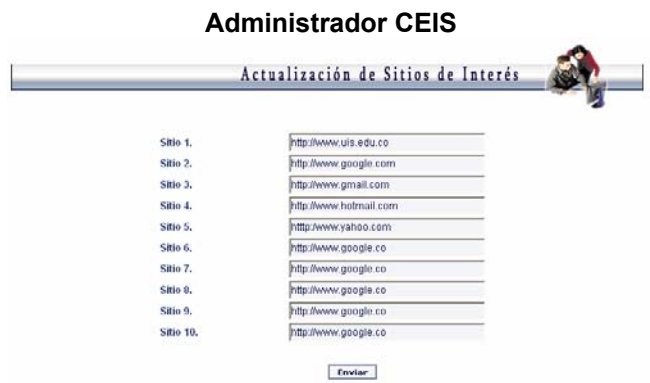 Administrador CEIS
Actualización de Sitios de Interés
Sitio 1. http://www.uis.edu.co
Sitio 2. http://www.google.com
Sitio 3. http://www.gmail.com
Sitio 4. http://www.hotmail.com
Sitio 5. htttp:/www.yahoo.com
Sitio 6. http://www.google.co
Sitio 7. http://www.google.co
Sitio 8. http://www.google.co
Sitio 9. http://www.google.co
Sitio 10. http://www.google.co
Enviar